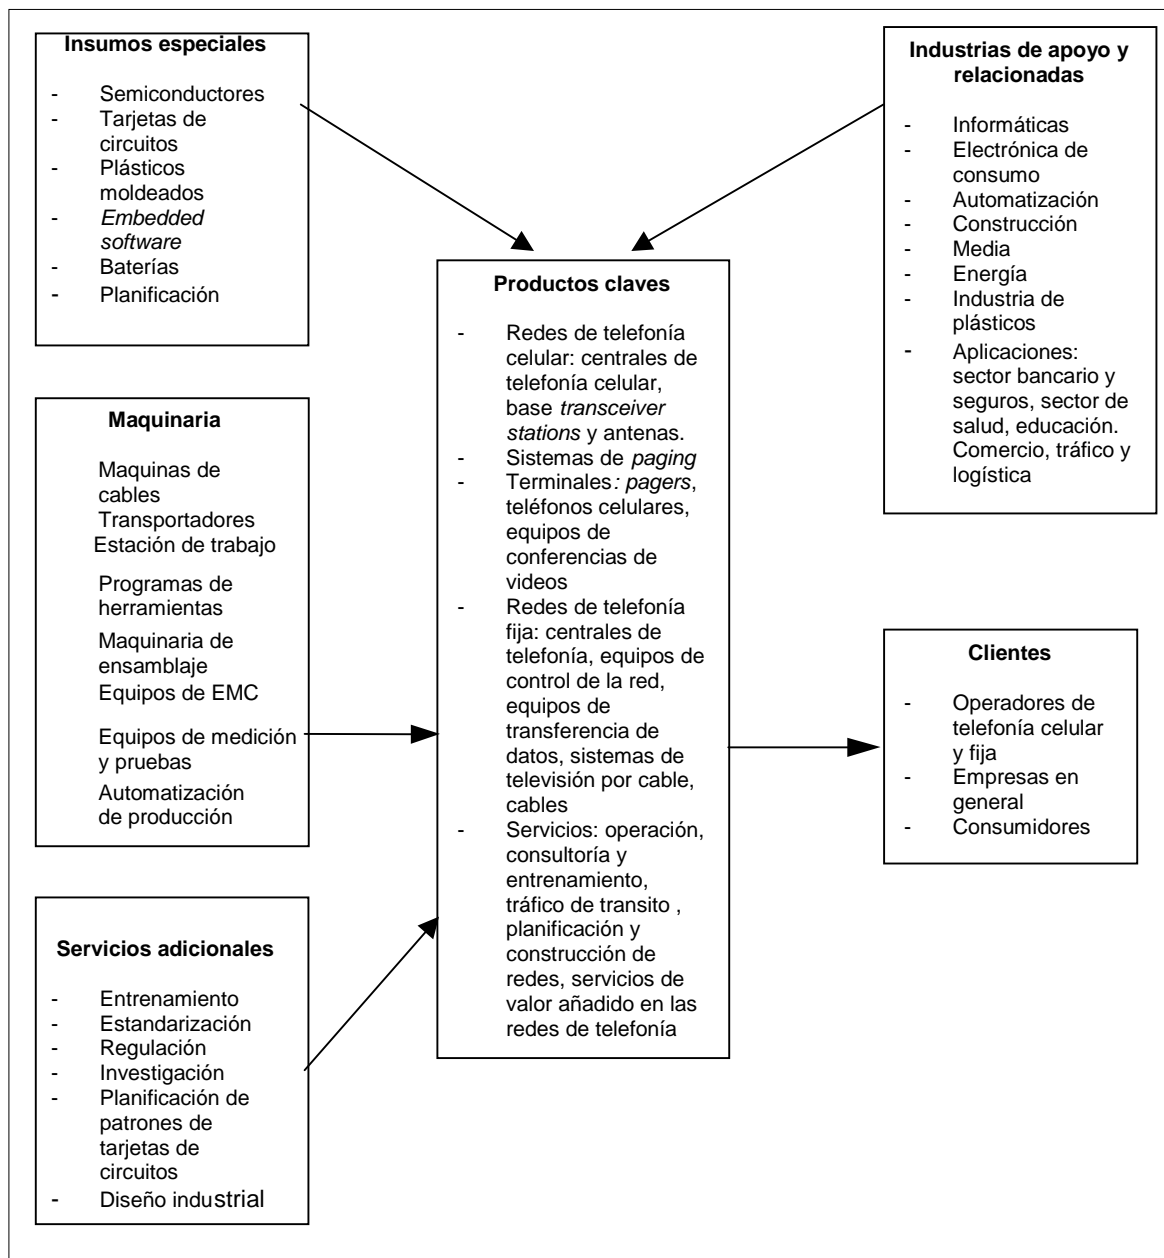 Insumos especiales
- Semiconductores
- Tarjetas de
circuitos
- Plásticos
moldeados
- Embedded
software
- Baterías
- Planificación
Maquinaria
Maquinas de
cables
Transportadores
Estación de trabajo
Programas de
herramientas
Maquinaria de
ensamblaje
Equipos de EMC
Equipos de medición
y pruebas
Automatización
de producción
Servicios adicionales
- Entrenamiento
- Estandarización
- Regulación
- Investigación
- Planificación de
patrones de
tarjetas de
circuitos
- Diseño industrial
Productos claves
- Redes de telefonía
celular: centrales de
telefonía celular,
base transceiver
stations y antenas.
- Sistemas de paging
- Terminales: pagers,
teléfonos celulares,
equipos de
conferencias de
videos
- Redes de telefonía
fija: centrales de
telefonía, equipos de
control de la red,
equipos de
transferencia de
datos, sistemas de
televisión por cable,
cables
- Servicios: operación,
consultoría y
entrenamiento,
tráfico de transito ,
planificación y
construcción de
redes, servicios de
valor añadido en las
redes de telefonía
Industrias de apoyo y
relacionadas
- Informáticas
- Electrónica de
consumo
- Automatización
- Construcción
- Media
- Energía
- Industria de
plásticos
- Aplicaciones:
sector bancario y
seguros, sector de
salud, educación.
Comercio, tráfico y
logística
Clientes
- Operadores de
telefonía celular
y fija
- Empresas en
general
- Consumidores